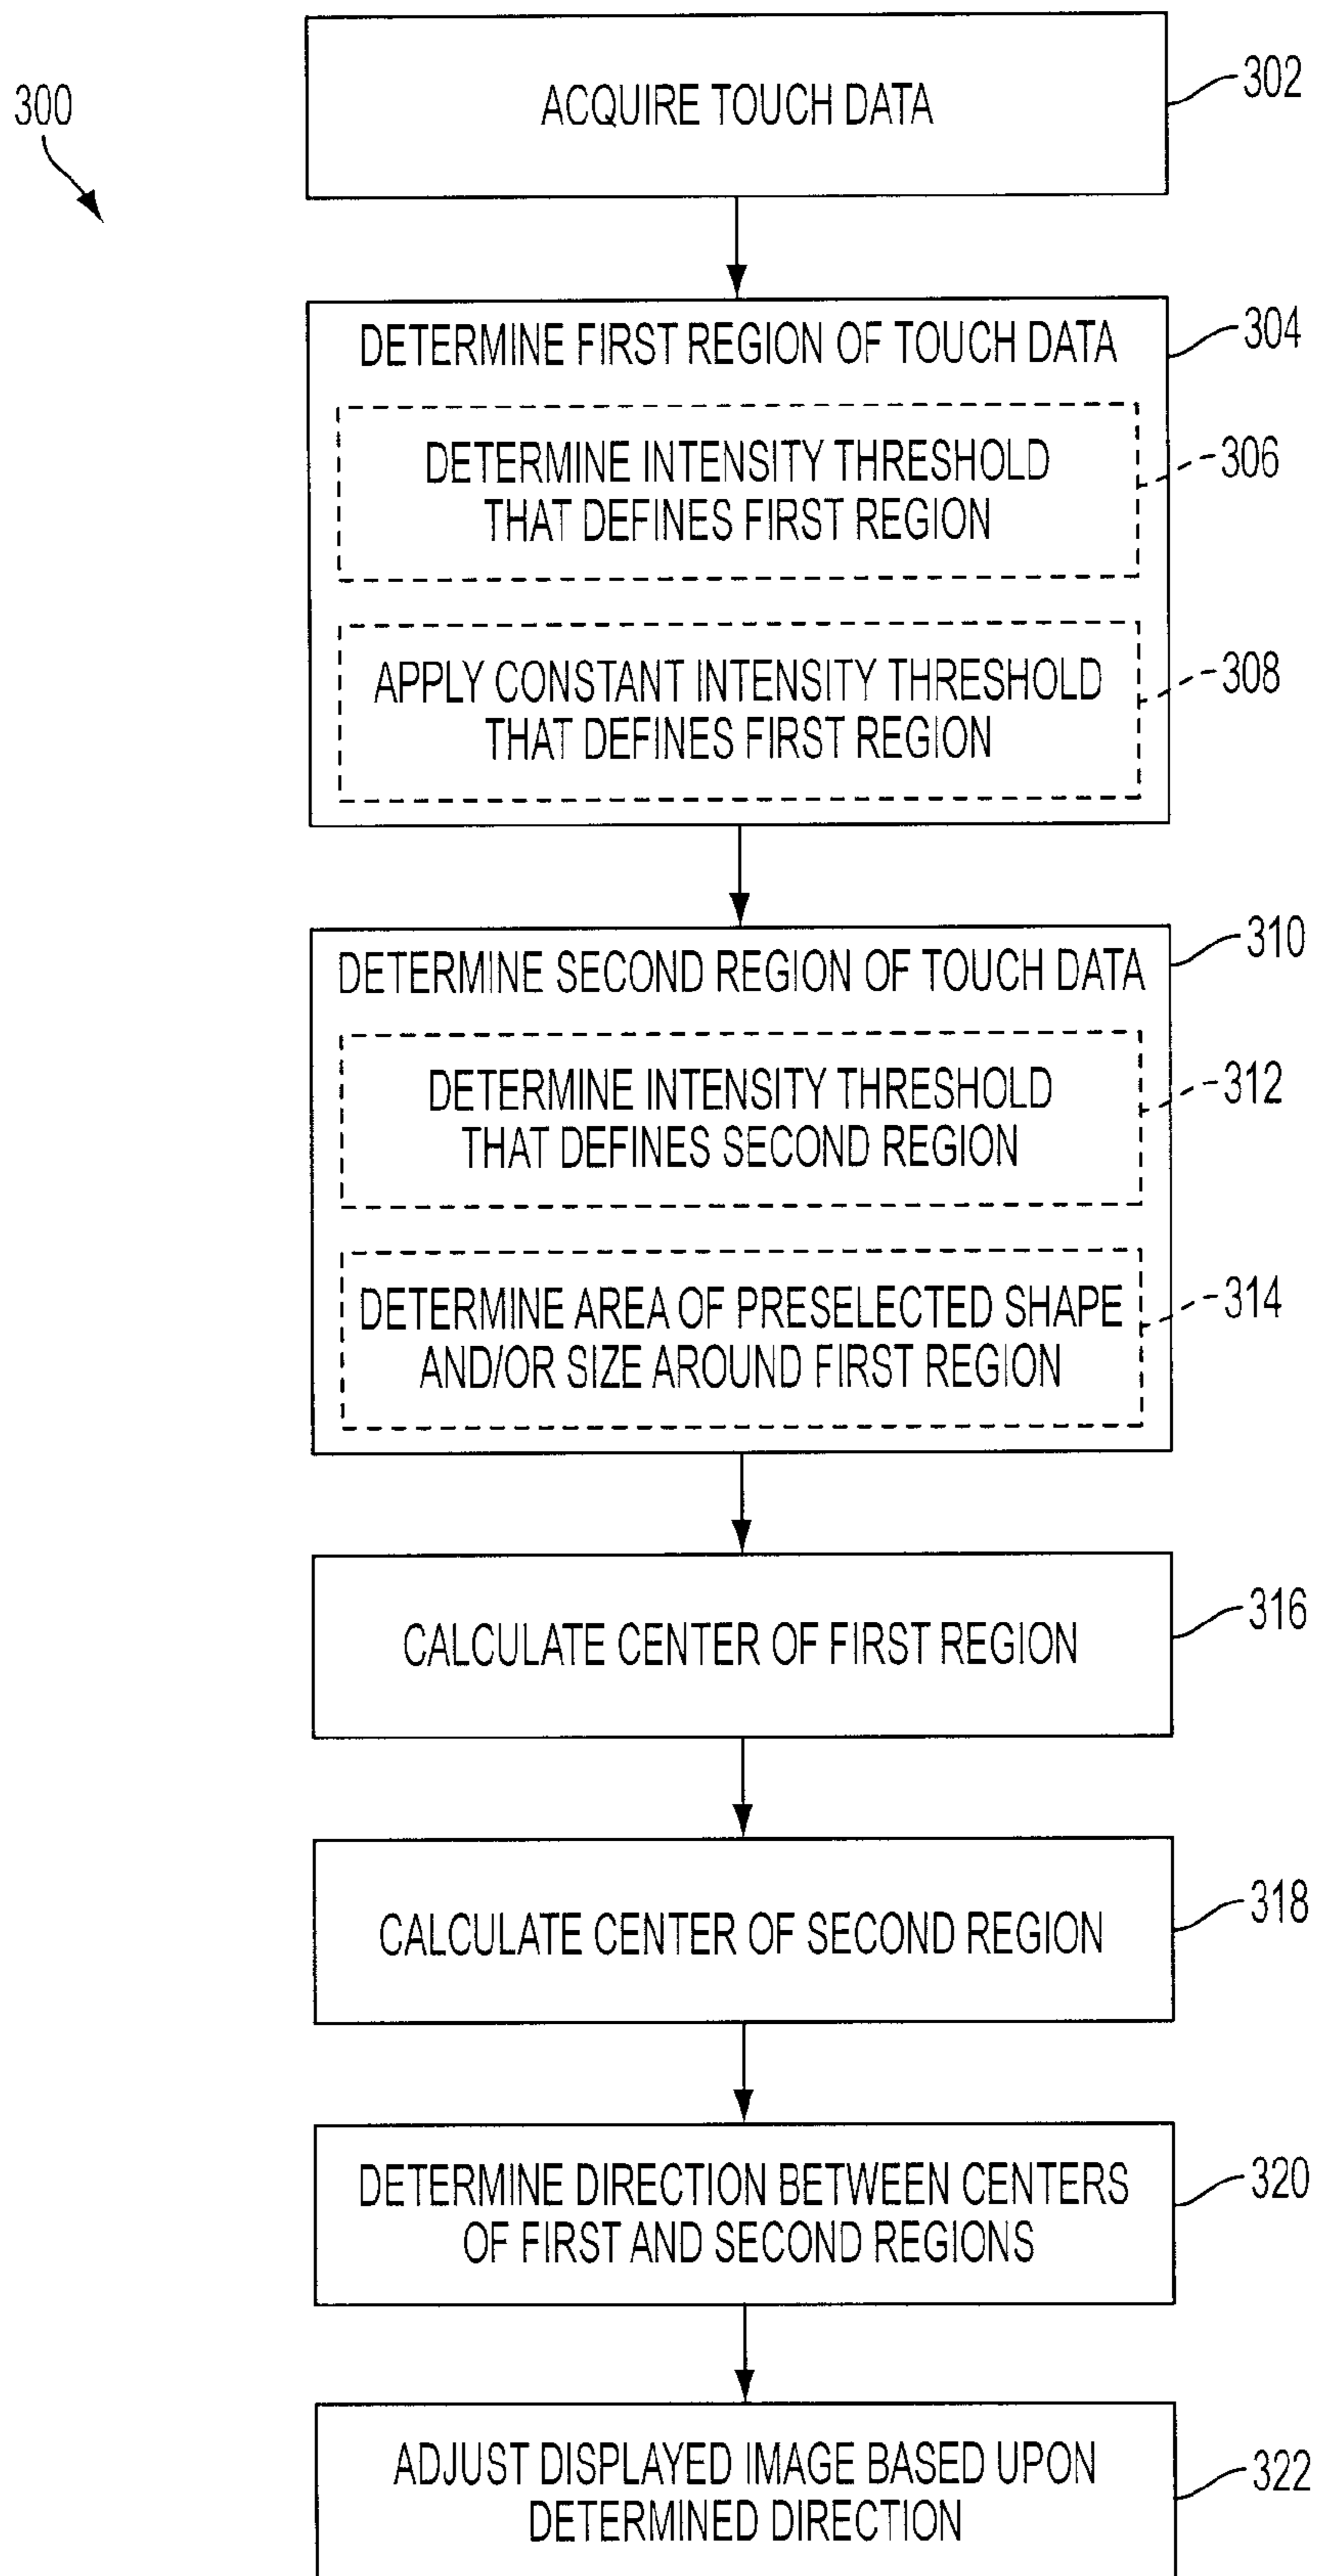 300
ACQUIRE TOUCH DATA
302
DETERMINE FIRST REGION OF TOUCH DATA
304
DETERMINE INTENSITY THRESHOLD
THAT DEFINES FIRST REGION
306
APPLY CONSTANT INTENSITY THRESHOLD
THAT DEFINES FIRST REGION
308
DETERMINE SECOND REGION OF TOUCH DATA
310
DETERMINE INTENSITY THRESHOLD
THAT DEFINES SECOND REGION
312
DETERMINE AREA OF PRESELECTED SHAPE
AND/OR SIZE AROUND FIRST REGION
314
CALCULATE CENTER OF FIRST REGION
316
CALCULATE CENTER OF SECOND REGION
318
DETERMINE DIRECTION BETWEEN CENTERS
OF FIRST AND SECOND REGIONS
320
ADJUST DISPLAYED IMAGE BASED UPON
DETERMINED DIRECTION
322